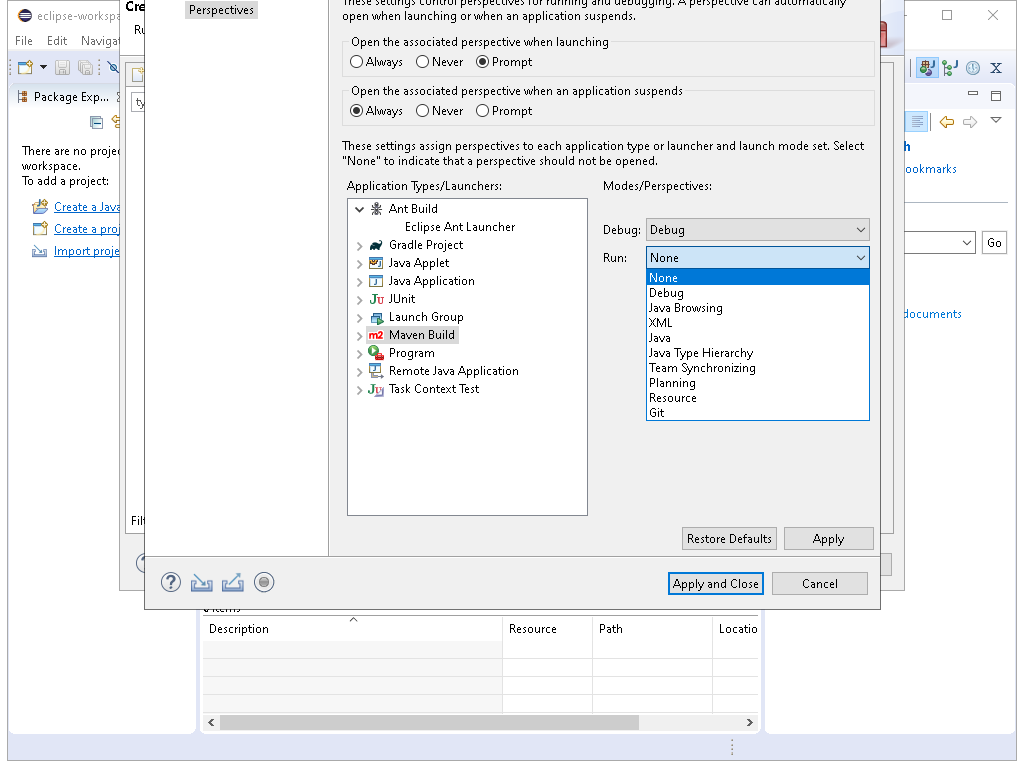 eclipse-workspa
Cre
Perspectives
These settings control perspectives for running and debugging. A perspective can automatically
open when launching or when an application suspends.
Ru
File Edit Navigat
Open the associated perspective when launching
Always Never Prompt
Open the associated perspective when an application suspends
Always Never Prompt
Package Exp...
ty
There are no proje
workspace.
To add a project:
Create a Java
Create a proj
Import proje
These settings assign perspectives to each application type or launcher and launch mode set. Select
"None" to indicate that a perspective should not be opened.
Application Types/Launchers:
Modes/Perspectives:
Ant Build
Eclipse Ant Launcher
Gradle Project
Java Applet
Java Application
JUnit
Launch Group
Maven Build
Program
Remote Java Application
Task Context Test
Debug: Debug
Run: None
None
Debug
Java Browsing
XML
Java
Java Type Hierarchy
Team Synchronizing
Planning
Resource
Git
h
ookmarks
Go
documents
Filt
Restore Defaults Apply
Apply and Close Cancel
0 items
Description Resource Path Locatio